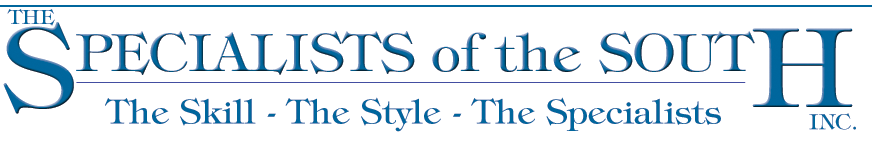 THE
SPECIALISTS of the SOUTH
The Skill - The Style - The Specialists
INC.